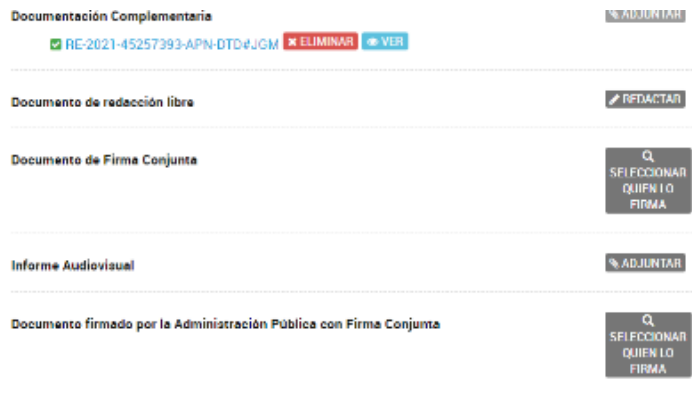 Documentación Complementaria
ADJUNTAR
RE-2021-45257393-APN-DTD#JGM ELIMINAR VER
Documento de redacción libre
REDACTAR
Documento de Firma Conjunta
SELECCIONAR
QUIEN LO
FIRMA
Informe Audiovisual
ADJUNTAR
Documento firmado por la Administración Pública con Firma Conjunta
SELECCIONAR
QUIEN LO
FIRMA